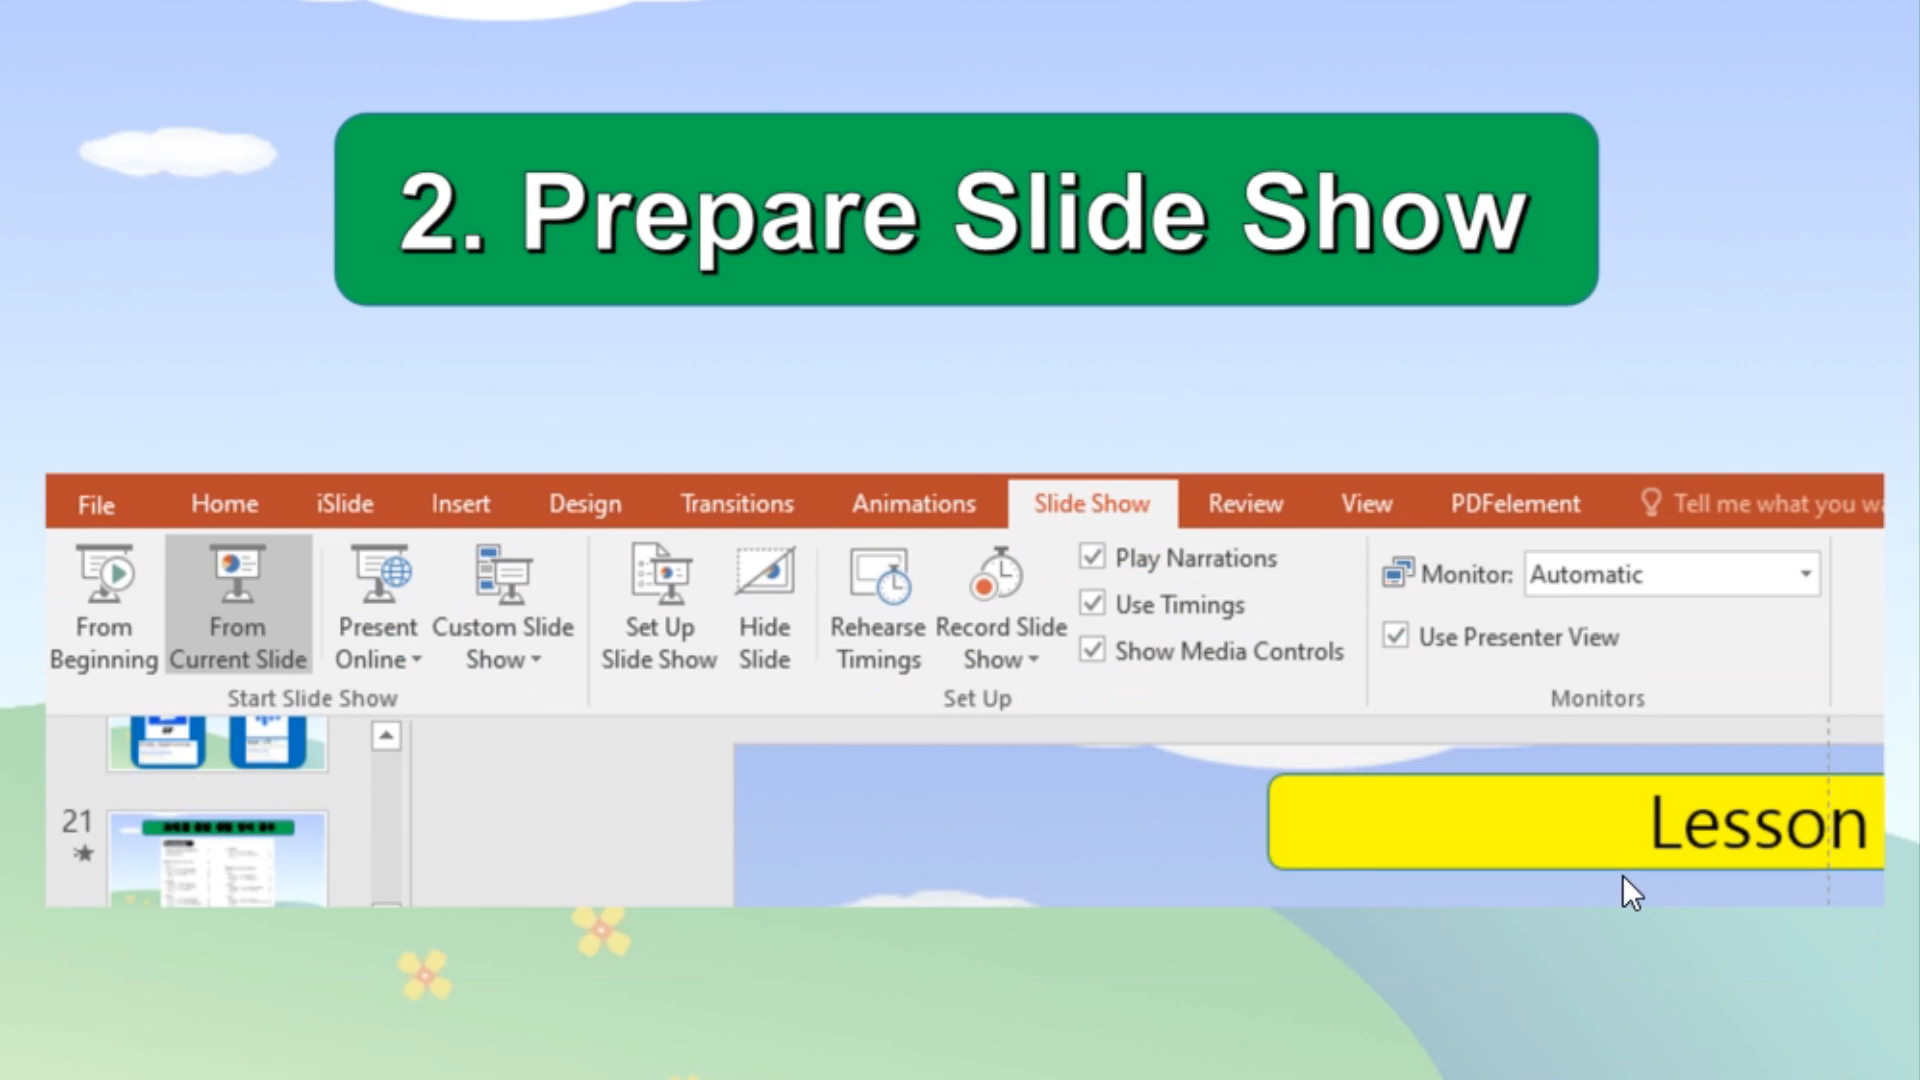 2. Prepare Slide Show
File Home iSlide Insert Design Transitions Animations Slide Show Review View PDFelement Tell me what you
From Beginning
From Current Slide
Present Online
Custom Slide Show
Start Slide Show
Set Up Slide Show
Hide Slide
Rehearse Timings
Record Slide Show
Play Narrations
Use Timings
Show Media Controls
Set Up
Monitor: Automatic
Use Presenter View
Monitors
21
Lesson